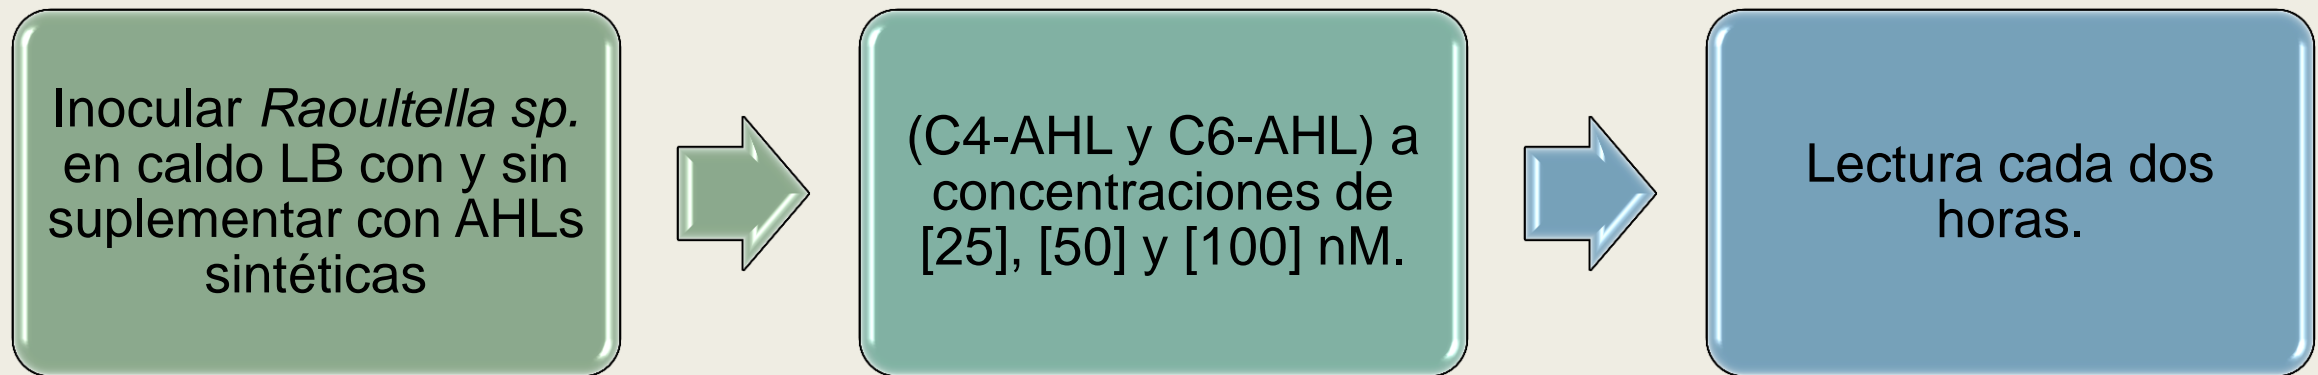 Inocular Raoultella sp.
en caldo LB con y sin
suplementar con AHLs
sintéticas
(C4-AHL y C6-AHL) a
concentraciones de
[25], [50] y [100] nM.
Lectura cada dos
horas.